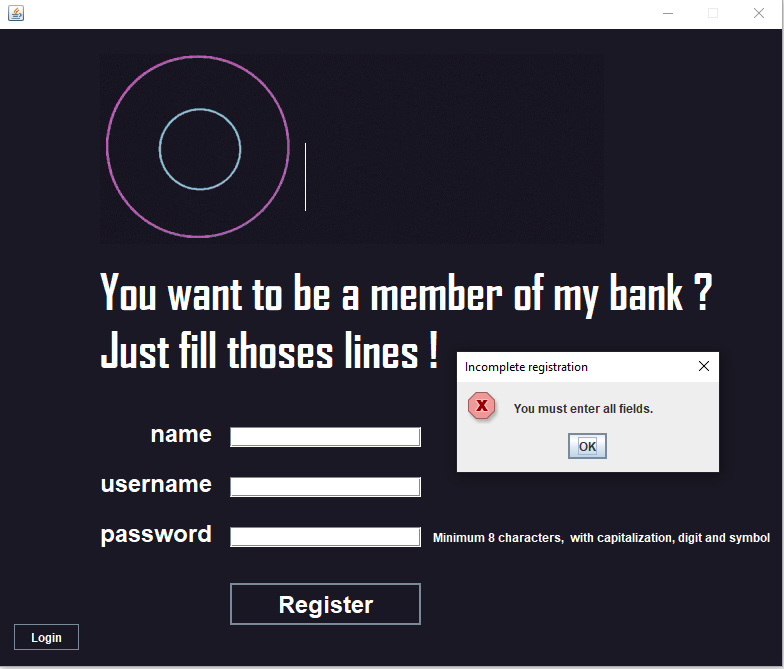 You want to be a member of my bank ?
Just fill thoses lines !
Incomplete registration
You must enter all fields.
OK
name
username
password
Minimum 8 characters,  with capitalization, digit and symbol
Register
Login